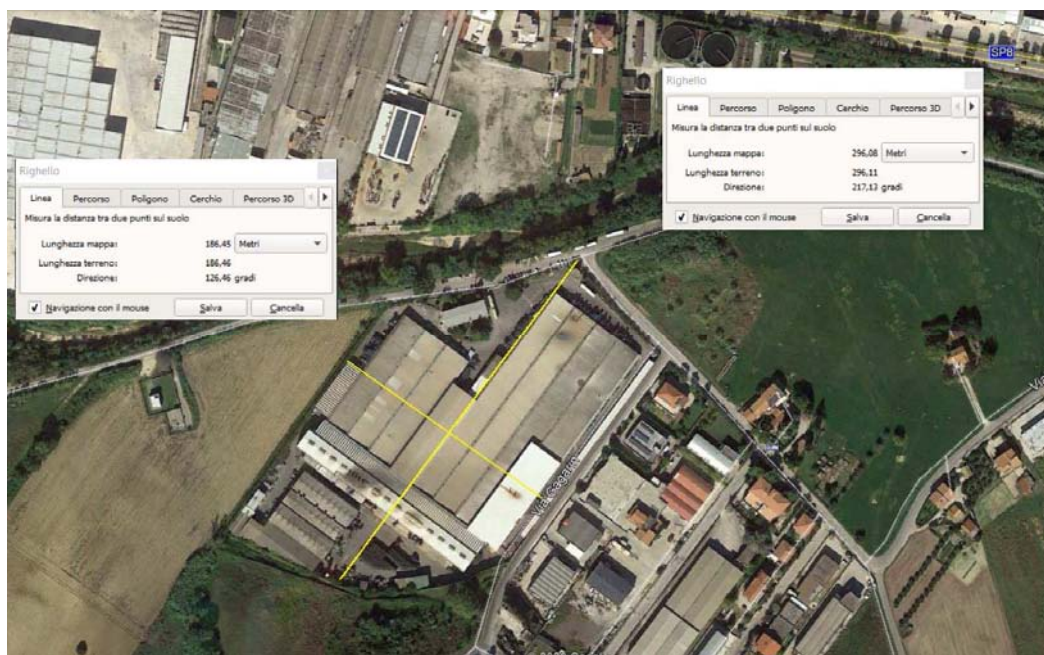 SP8
Righello
Linea Percorso Poligono Cerchio Percorso 3D
Misura la distanza tra due punti sul suolo
Lunghezza mappa: 296,08 Metri
Lunghezza terreno: 296,11
Direzione: 217,13 gradi
Navigazione con il mouse Salva Cancella
Righello
Linea Percorso Poligono Cerchio Percorso 3D
Misura la distanza tra due punti sul suolo
Lunghezza mappa: 186,45 Metri
Lunghezza terreno: 186,46
Direzione: 126,46 gradi
Navigazione con il mouse Salva Cancella
Via